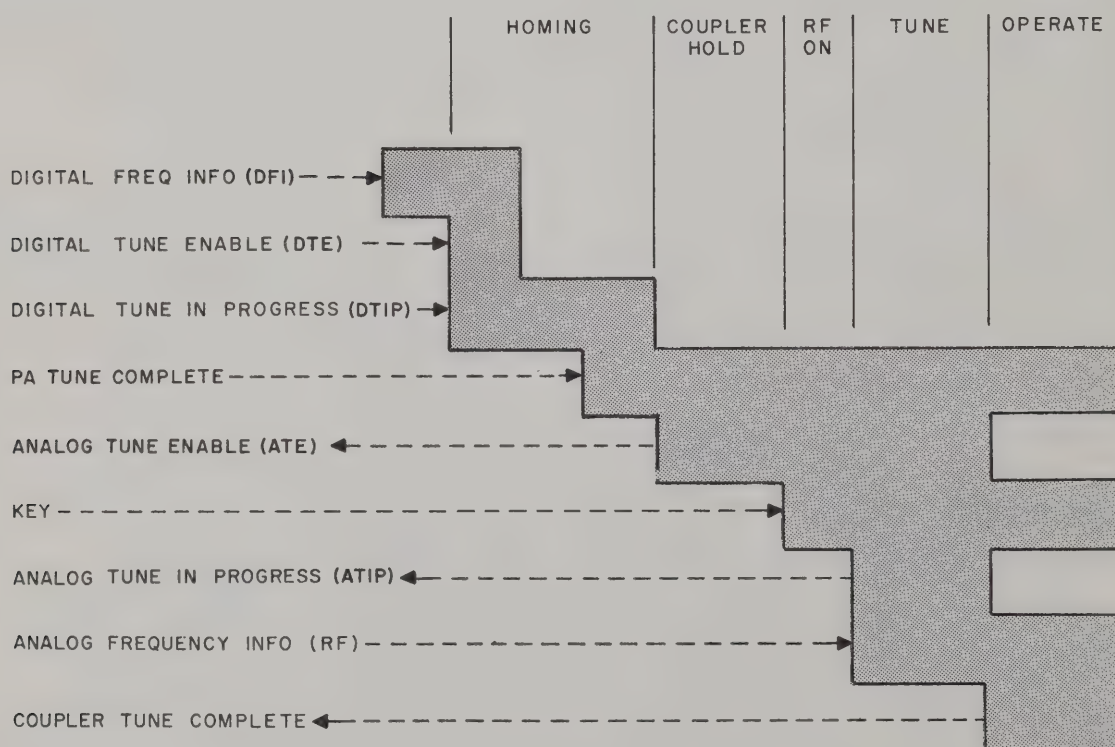 HOMING
COUPLER
HOLD
RF
ON
TUNE
OPERATE
DIGITAL FREQ INFO (DFI)
DIGITAL TUNE ENABLE (DTE)
DIGITAL TUNE IN PROGRESS (DTIP)
PA TUNE COMPLETE
ANALOG TUNE ENABLE (ATE)
KEY
ANALOG TUNE IN PROGRESS (ATIP)
ANALOG FREQUENCY INFO (RF)
COUPLER TUNE COMPLETE